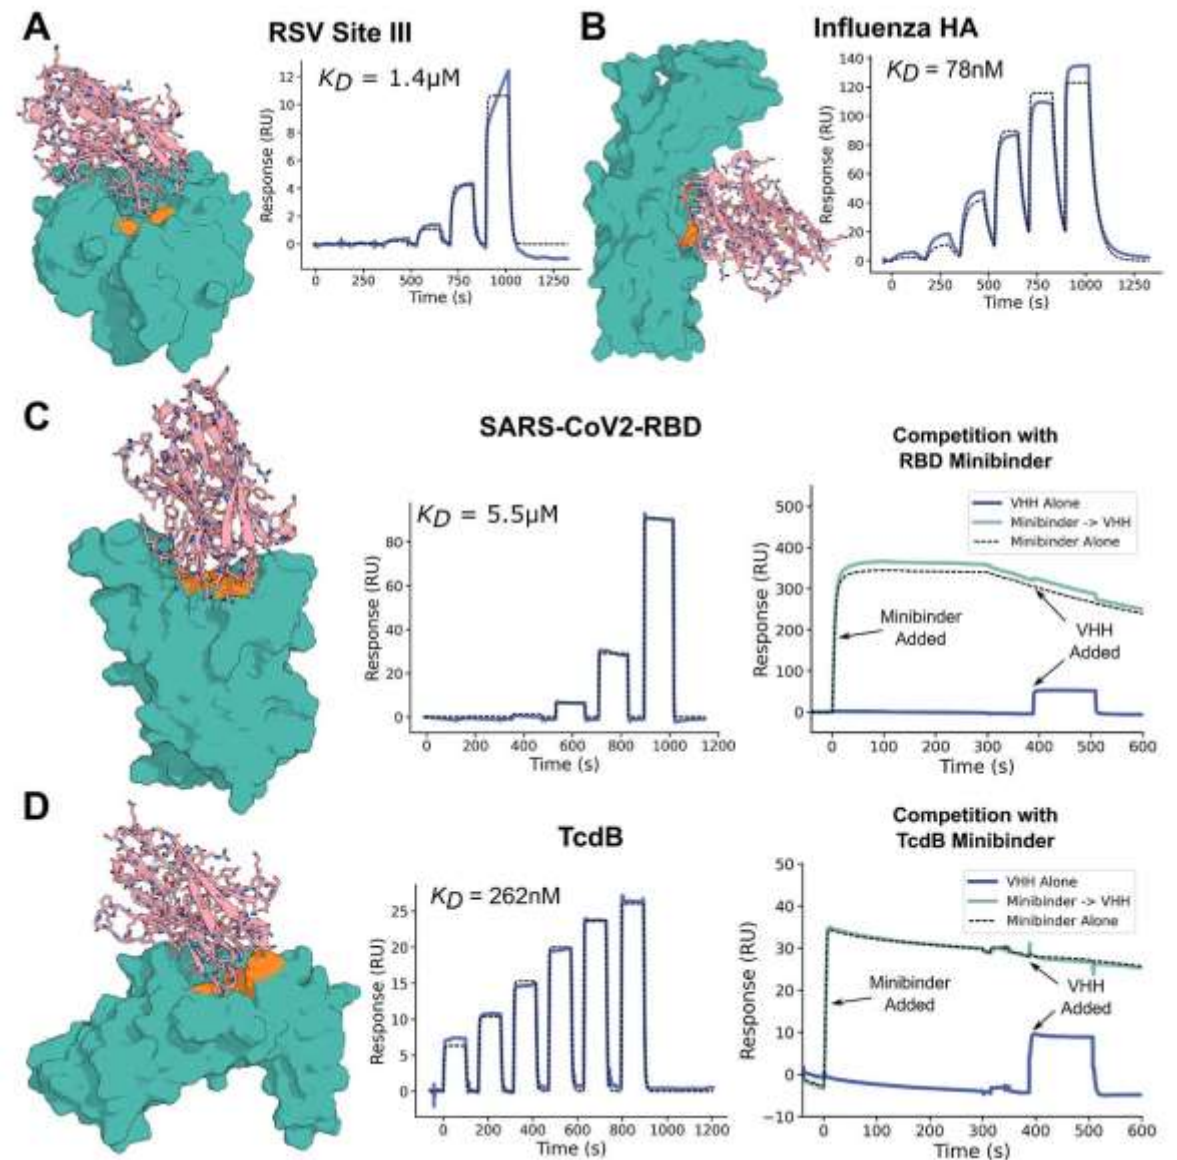 A
RSV Site III
K_D = 1.4μM
Response (RU)
12
10
8
6
4
2
0
0 250 500 750 1000 1250
Time (s)
B
Influenza HA
K_D = 78nM
Response (RU)
140
120
100
80
60
40
20
0
0 250 500 750 1000 1250
Time (s)
C
SARS-CoV2-RBD
K_D = 5.5μM
Response (RU)
80
60
40
20
0
0 200 400 600 800 1000 1200
Time (s)
Competition with
RBD Minibinder
VHH Alone
Minibinder -> VHH
Minibinder Alone
Response (RU)
500
400
300
200
100
0
Minibinder
Added
VHH
Added
0 100 200 300 400 500 600
Time (s)
D
TcdB
K_D = 262nM
Response (RU)
25
20
15
10
5
0
0 200 400 600 800 1000 1200
Time (s)
Competition with
TcdB Minibinder
VHH Alone
Minibinder -> VHH
Minibinder Alone
Response (RU)
50
40
30
20
10
0
−10
Minibinder
Added
VHH
Added
0 100 200 300 400 500 600
Time (s)